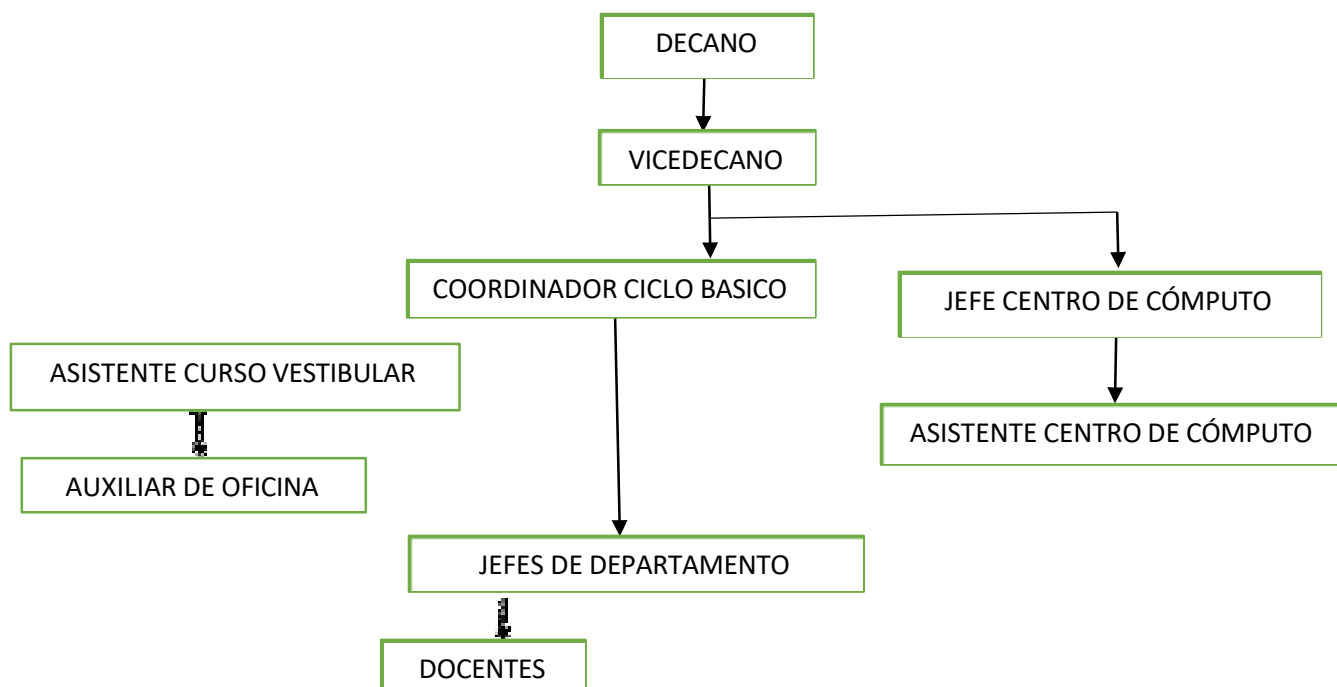 DECANO
VICEDECANO
COORDINADOR CICLO BASICO
JEFE CENTRO DE CÓMPUTO
ASISTENTE CURSO VESTIBULAR
ASISTENTE CENTRO DE CÓMPUTO
AUXILIAR DE OFICINA
JEFES DE DEPARTAMENTO
DOCENTES